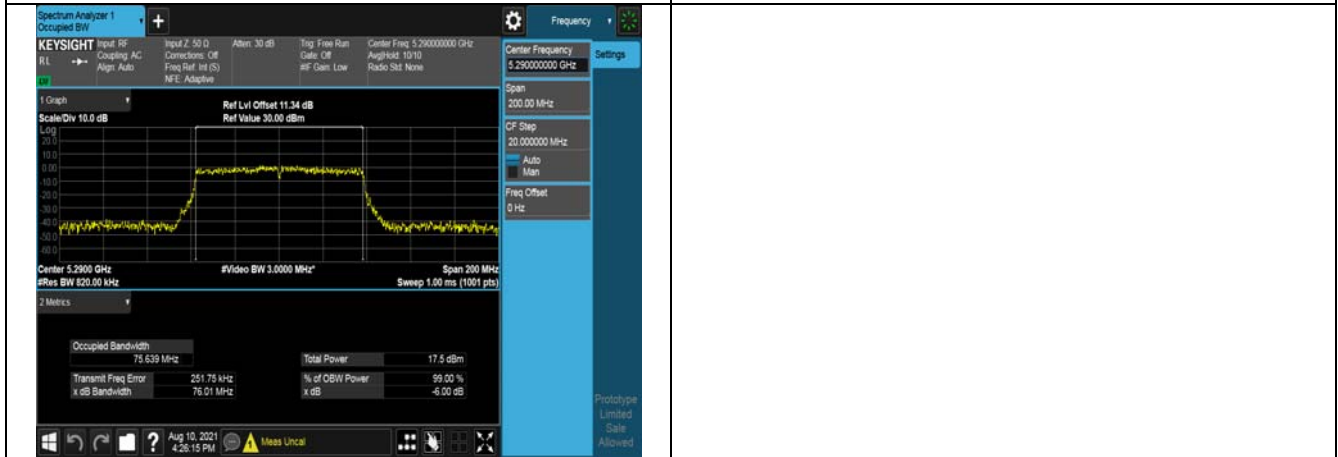 Spectrum Analyzer 1
Occupied BW
Frequency
KEYSIGHT
Input: RF
Coupling: AC
Align: Auto
Input Z: 50 Ω
Corrections: Off
Freq Ref: Int (S)
NFE: Adaptive
Atten: 30 dB
Trig: Free Run
Gate: Off
#IF Gain: Low
Center Freq: 5.290000000 GHz
Avg|Hold: 10/10
Radio Std: None
RL
1 Graph
Scale/Div 10.0 dB
Ref Lvl Offset 11.34 dB
Ref Value 30.00 dBm
Log
20.0
10.0
0.00
-10.0
-20.0
-30.0
-40.0
-50.0
-60.0
Center 5.2900 GHz
#Video BW 3.0000 MHz*
Span 200 MHz
#Res BW 820.00 kHz
Sweep 1.00 ms (1001 pts)
2 Metrics
Occupied Bandwidth
75.639 MHz
Total Power 17.5 dBm
Transmit Freq Error 251.75 kHz
% of OBW Power 99.00 %
x dB Bandwidth 76.01 MHz
x dB -6.00 dB
Center Frequency
5.290000000 GHz
Settings
Span
200.00 MHz
CF Step
20.000000 MHz
Auto
Man
Freq Offset
0 Hz
Prototype
Limited
Sale
Allowed
?
Aug 10, 2021
4:26:15 PM
Meas Uncal